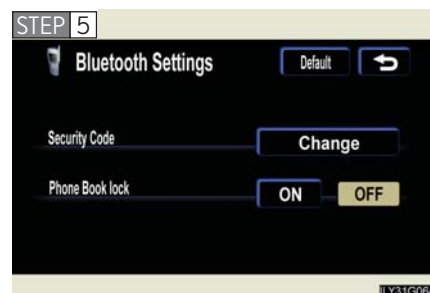 STEP 5
Bluetooth Settings Default
Security Code Change
Phone Book lock ON OFF
ILY31G06